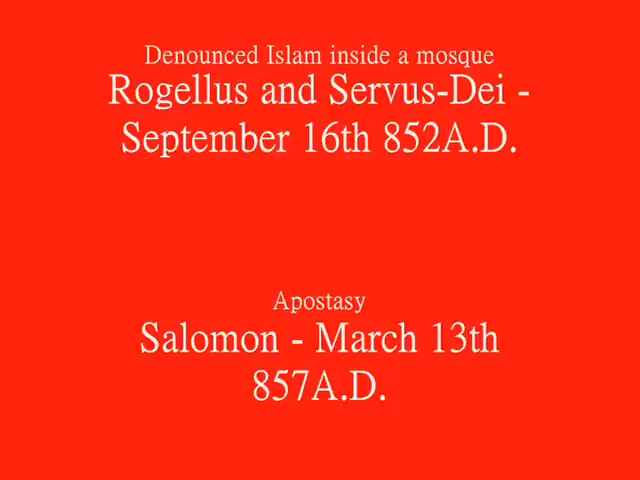 Denounced Islam inside a mosque
Rogellus and Servus-Dei -
September 16th 852A.D.
Apostasy
Salomon - March 13th
857A.D.